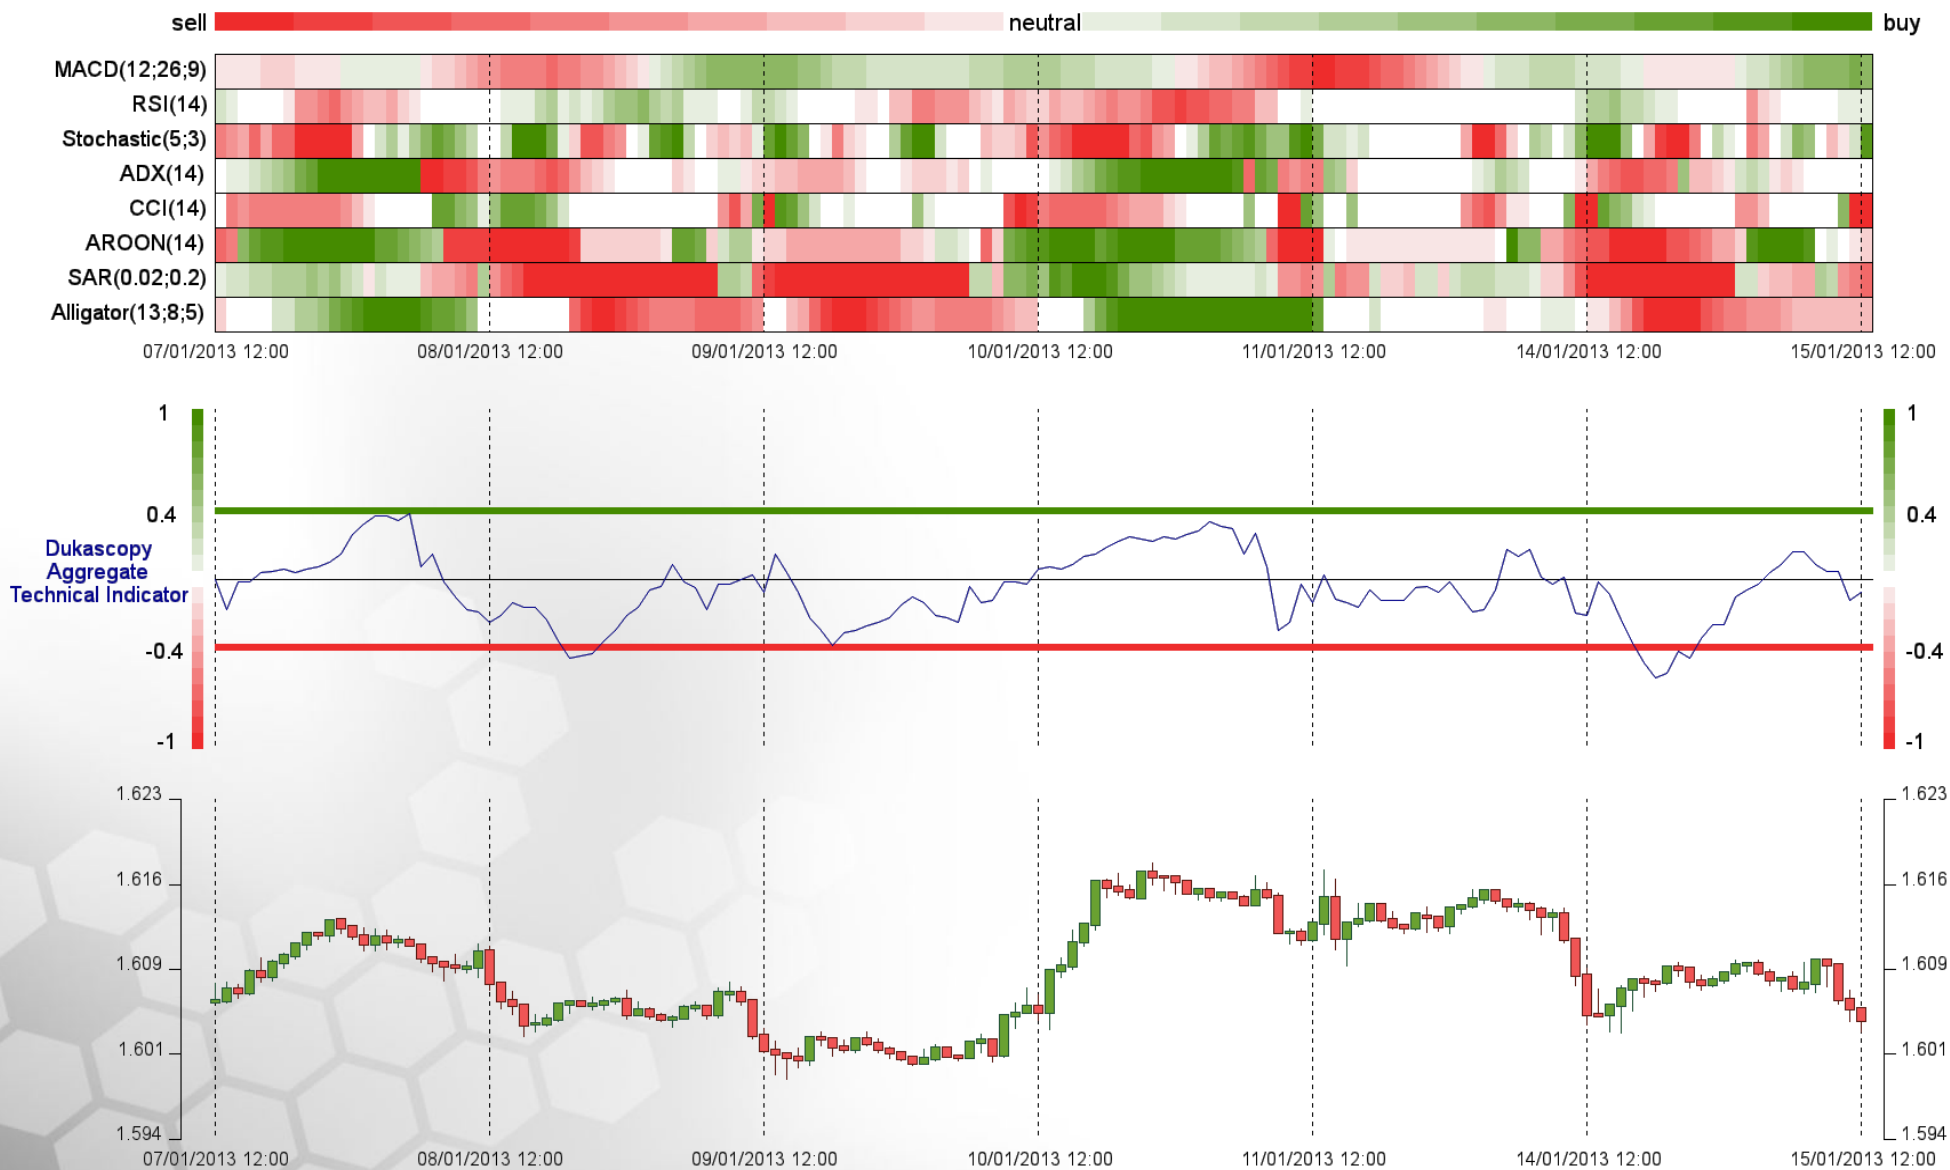 sell neutral buy
MACD(12;26;9)
RSI(14)
Stochastic(5;3)
ADX(14)
CCI(14)
AROON(14)
SAR(0.02;0.2)
Alligator(13;8;5)
07/01/2013 12:00 08/01/2013 12:00 09/01/2013 12:00 10/01/2013 12:00 11/01/2013 12:00 14/01/2013 12:00 15/01/2013 12:00
1 1
0.4 0.4
Dukascopy
Aggregate
Technical Indicator
-0.4 -0.4
-1 -1
1.623 1.623
1.616 1.616
1.609 1.609
1.601 1.601
1.594 1.594
07/01/2013 12:00 08/01/2013 12:00 09/01/2013 12:00 10/01/2013 12:00 11/01/2013 12:00 14/01/2013 12:00 15/01/2013 12:00